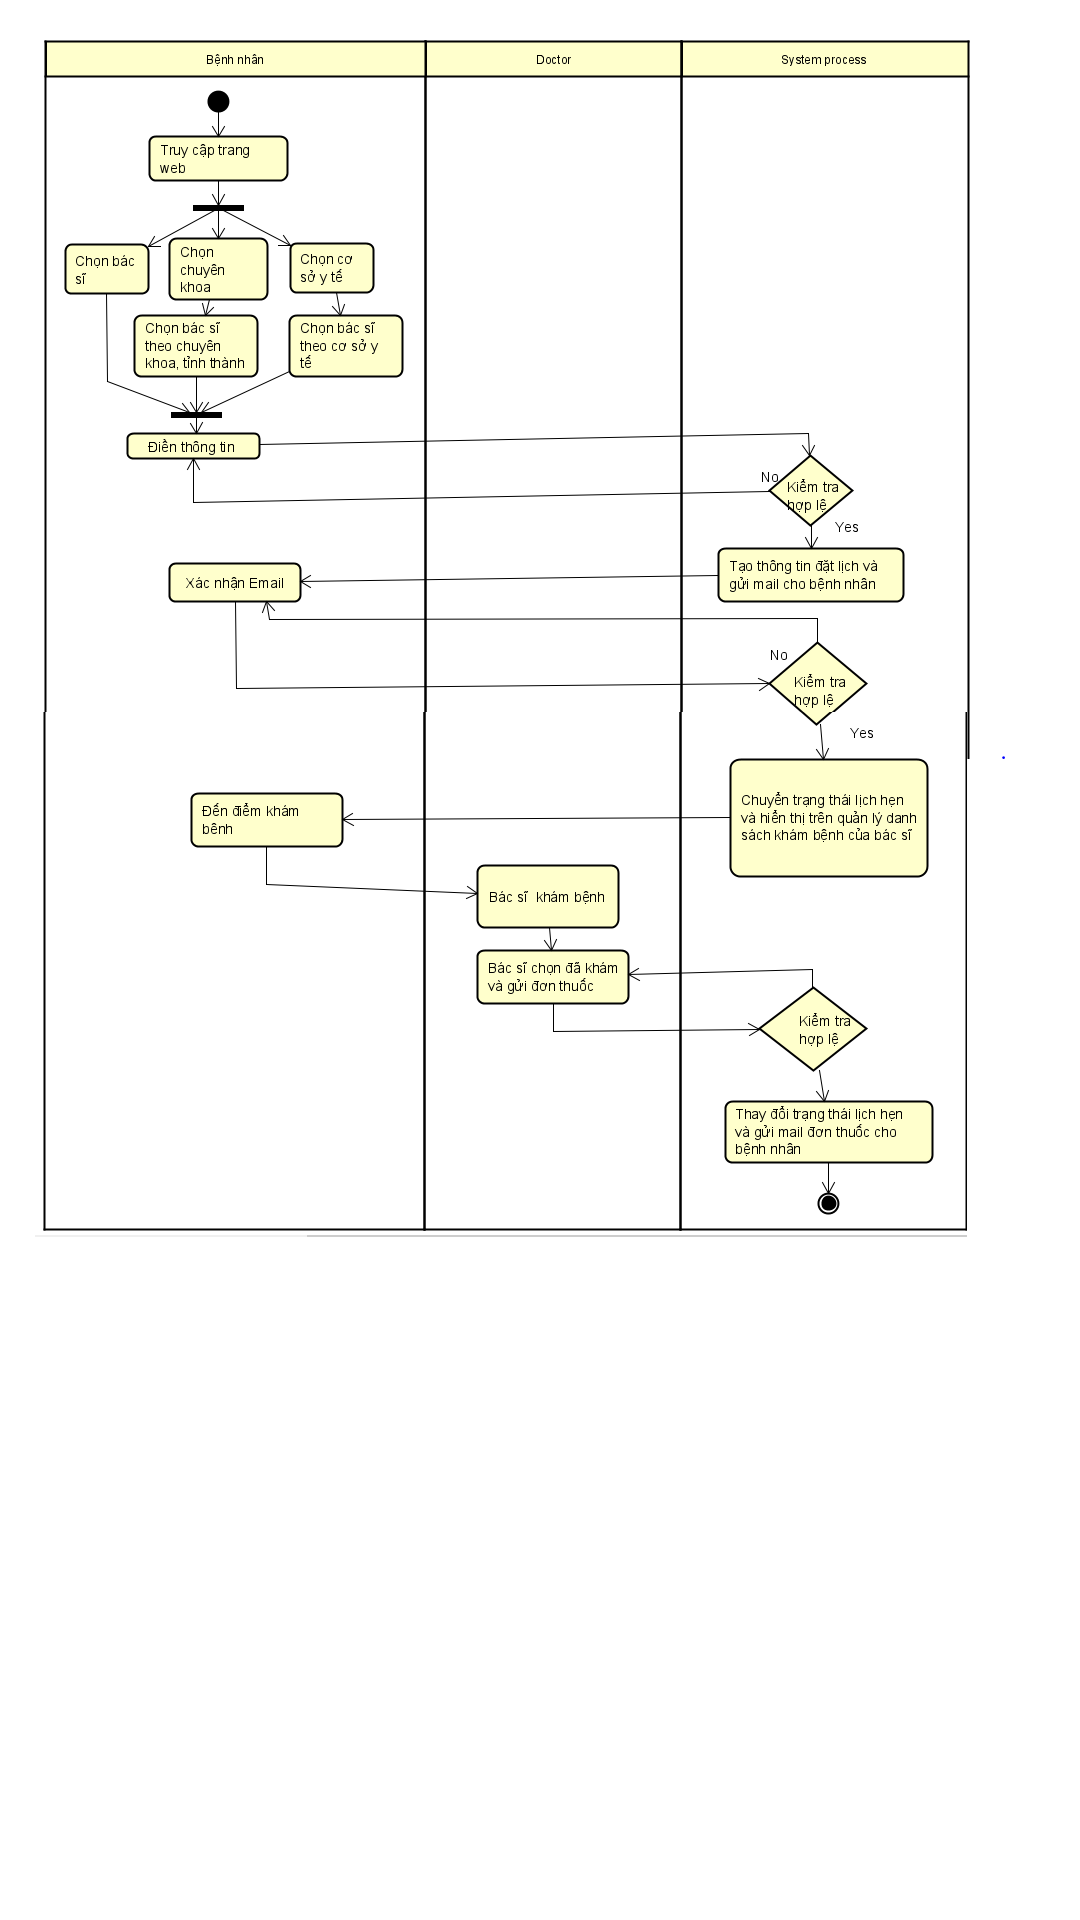 Bệnh nhân
Doctor
System process
Truy cập trang
web
Chọn bác
sĩ
Chọn
chuyên
khoa
Chọn cơ
sở y tế
Chọn bác sĩ
theo chuyên
khoa, tỉnh thành
Chọn bác sĩ
theo cơ sở y
tế
Điền thông tin
No
Kiểm tra
hợp lệ
Yes
Tạo thông tin đặt lịch và
gửi mail cho bệnh nhân
Xác nhận Email
No
Kiểm tra
hợp lệ
Yes
Chuyển trạng thái lịch hẹn
và hiển thị trên quản lý danh
sách khám bệnh của bác sĩ
Đến điểm khám
bênh
Bác sĩ khám bệnh
Bác sĩ chọn đã khám
và gửi đơn thuốc
Kiểm tra
hợp lệ
Thay đổi trạng thái lịch hẹn
và gửi mail đơn thuốc cho
bệnh nhân